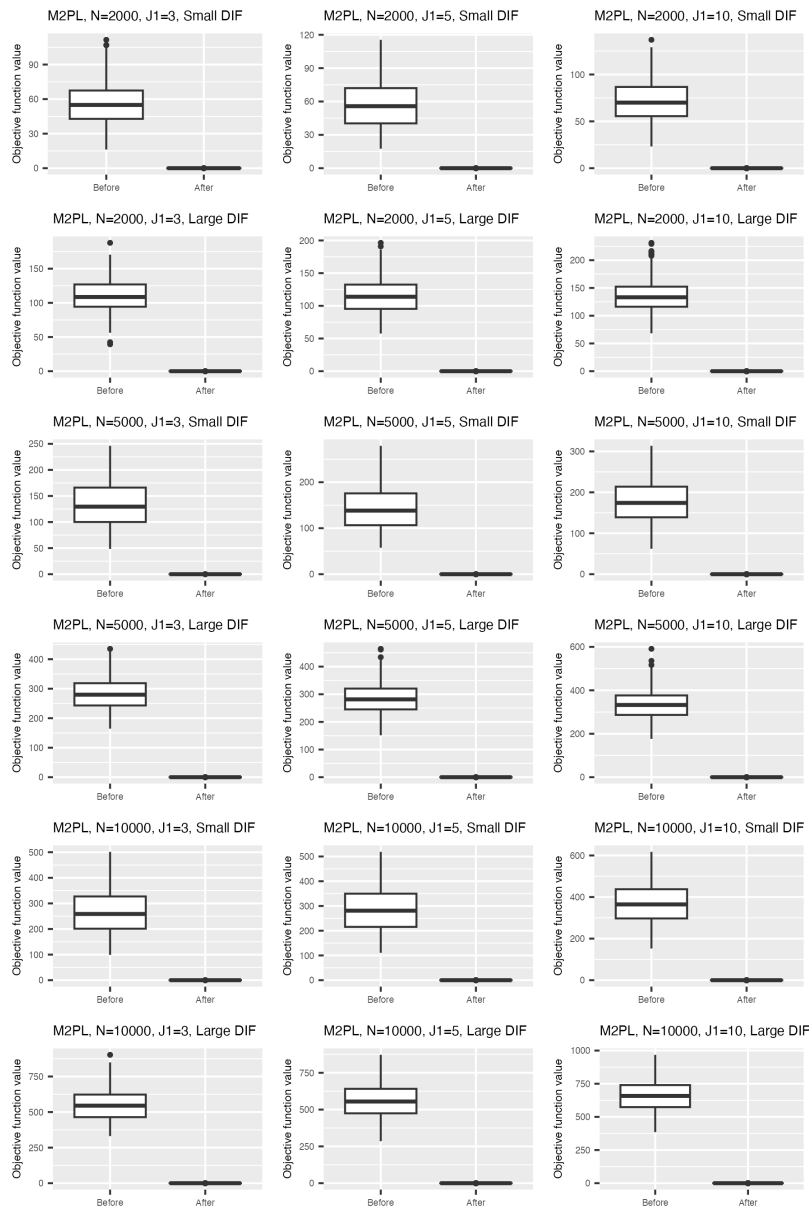 M2PL, N=2000, J1=3, Small DIF
Objective function value
90
60
30
0
Before After
M2PL, N=2000, J1=5, Small DIF
Objective function value
120
90
60
30
0
Before After
M2PL, N=2000, J1=10, Small DIF
Objective function value
100
50
0
Before After
M2PL, N=2000, J1=3, Large DIF
Objective function value
150
100
50
0
Before After
M2PL, N=2000, J1=5, Large DIF
Objective function value
200
150
100
50
0
Before After
M2PL, N=2000, J1=10, Large DIF
Objective function value
200
150
100
50
0
Before After
M2PL, N=5000, J1=3, Small DIF
Objective function value
250
200
150
100
50
0
Before After
M2PL, N=5000, J1=5, Small DIF
Objective function value
200
100
0
Before After
M2PL, N=5000, J1=10, Small DIF
Objective function value
300
200
100
0
Before After
M2PL, N=5000, J1=3, Large DIF
Objective function value
400
300
200
100
0
Before After
M2PL, N=5000, J1=5, Large DIF
Objective function value
400
300
200
100
0
Before After
M2PL, N=5000, J1=10, Large DIF
Objective function value
600
400
200
0
Before After
M2PL, N=10000, J1=3, Small DIF
Objective function value
500
400
300
200
100
0
Before After
M2PL, N=10000, J1=5, Small DIF
Objective function value
500
400
300
200
100
0
Before After
M2PL, N=10000, J1=10, Small DIF
Objective function value
600
400
200
0
Before After
M2PL, N=10000, J1=3, Large DIF
Objective function value
750
500
250
0
Before After
M2PL, N=10000, J1=5, Large DIF
Objective function value
750
500
250
0
Before After
M2PL, N=10000, J1=10, Large DIF
Objective function value
1000
750
500
250
0
Before After